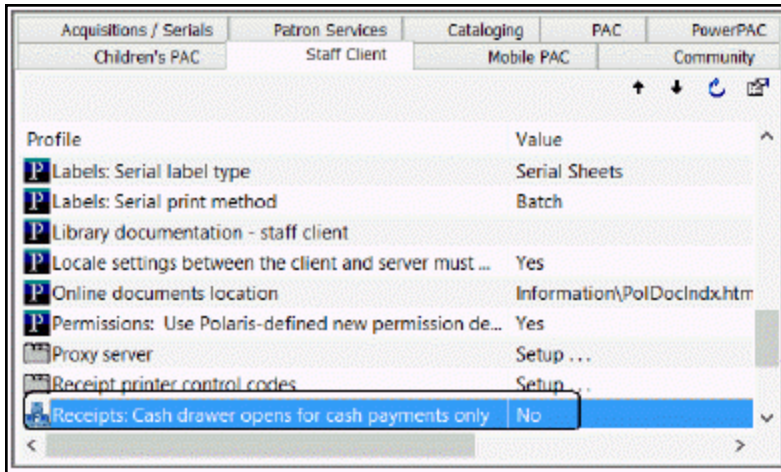 Acquisitions / Serials Patron Services Cataloging PAC PowerPAC
Children's PAC Staff Client Mobile PAC Community
Profile Value
Labels: Serial label type Serial Sheets
Labels: Serial print method Batch
Library documentation - staff client
Locale settings between the client and server must ... Yes
Online documents location Information\PolDocIndx.htm
Permissions: Use Polaris-defined new permission de... Yes
Proxy server Setup ...
Receipt printer control codes Setup ...
Receipts: Cash drawer opens for cash payments only No